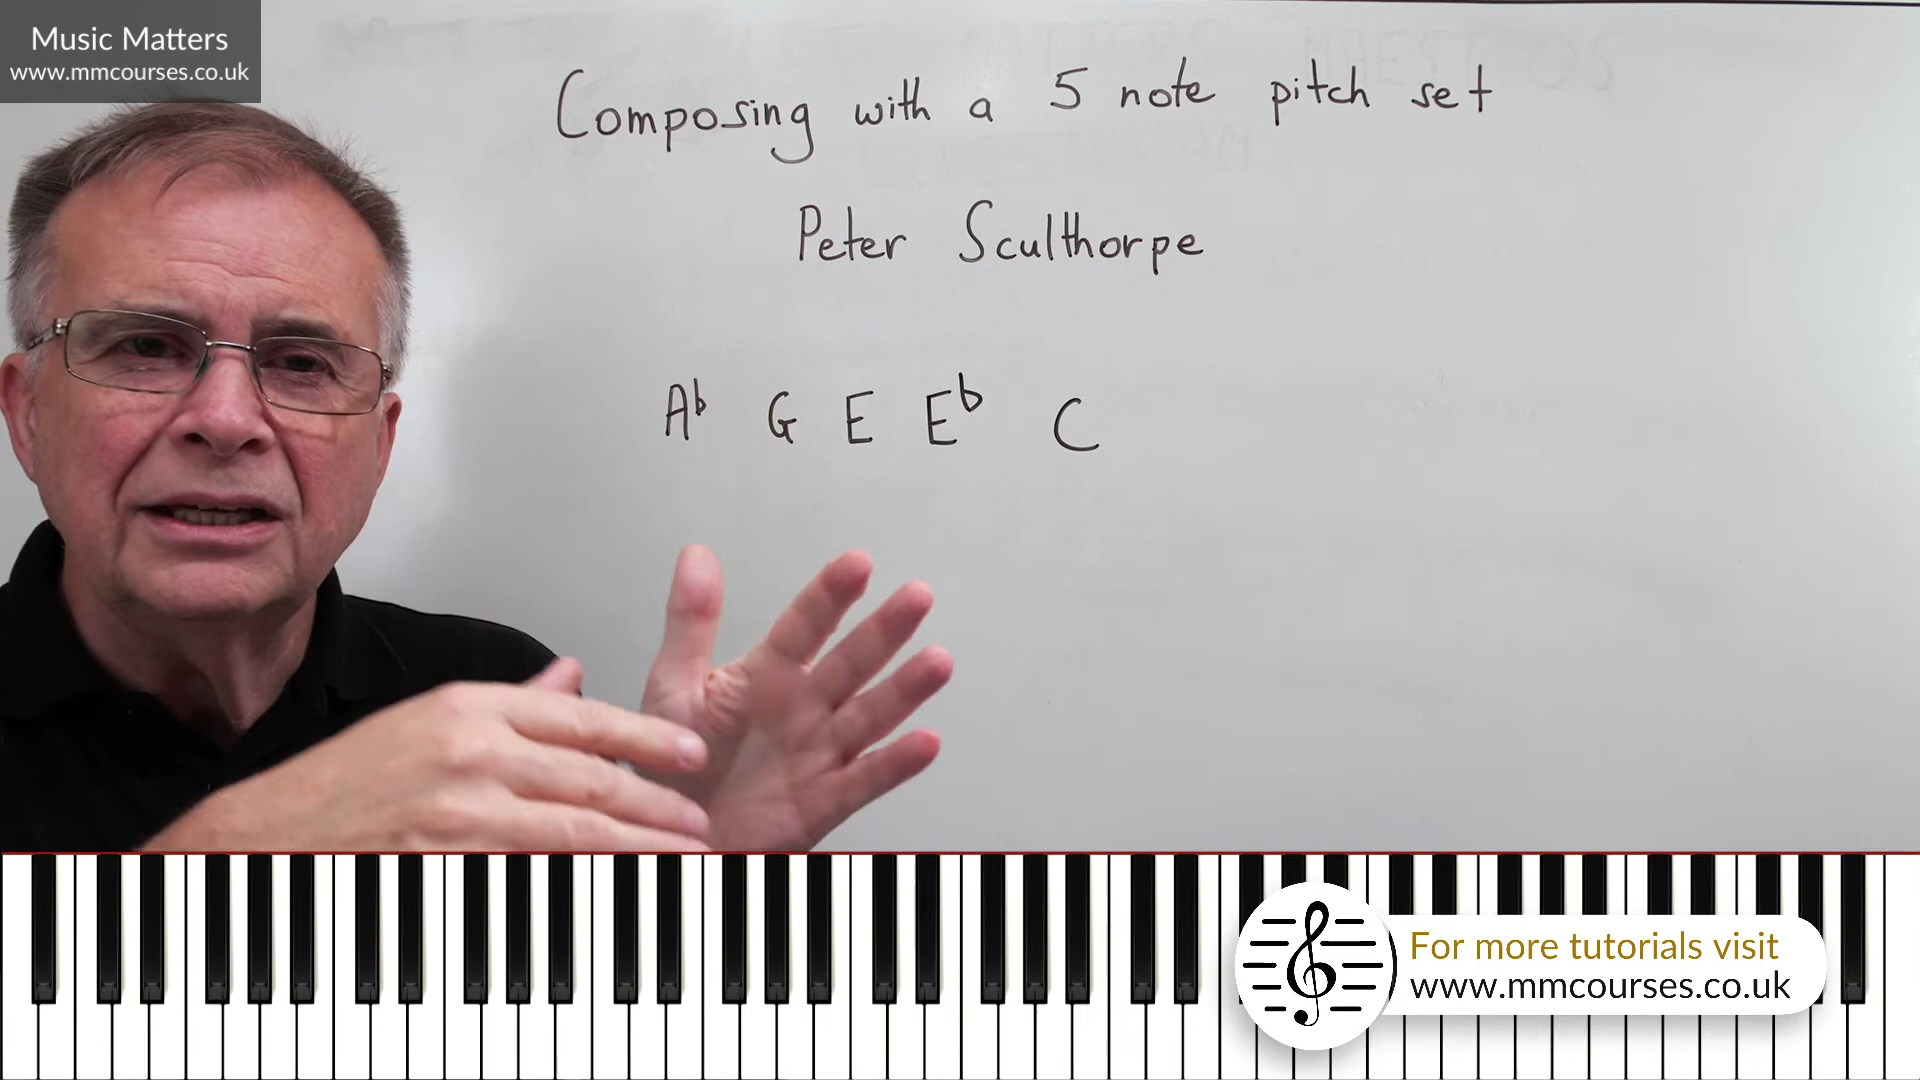 Music Matters
www.mmcourses.co.uk
Composing with a 5 note pitch set
Peter Sculthorpe
A♭ G E E♭ C
For more tutorials visit
www.mmcourses.co.uk